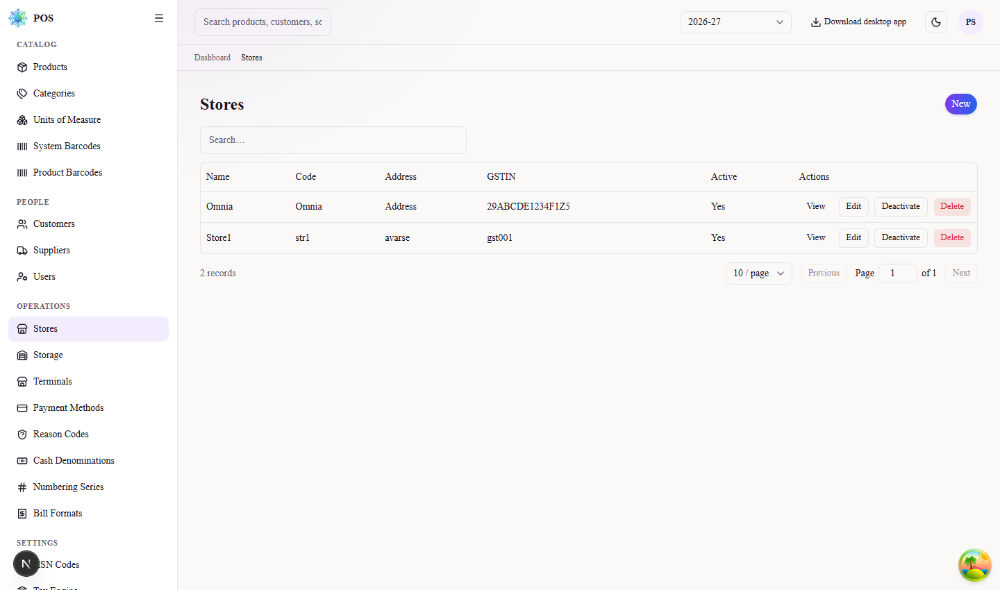 POS
CATALOG
Products
Categories
Units of Measure
System Barcodes
Product Barcodes
PEOPLE
Customers
Suppliers
Users
OPERATIONS
Stores
Storage
Terminals
Payment Methods
Reason Codes
Cash Denominations
Numbering Series
Bill Formats
SETTINGS
N
SN Codes
Search products, customers, se
2026-27
Download desktop app
PS
Dashboard Stores
Stores
New
Search...
Name Code Address GSTIN Active Actions
Omnia Omnia Address 29ABCDE1234F1Z5 Yes View Edit Deactivate Delete
Store1 str1 avarse gst001 Yes View Edit Deactivate Delete
2 records
10 / page Previous Page 1 of 1 Next